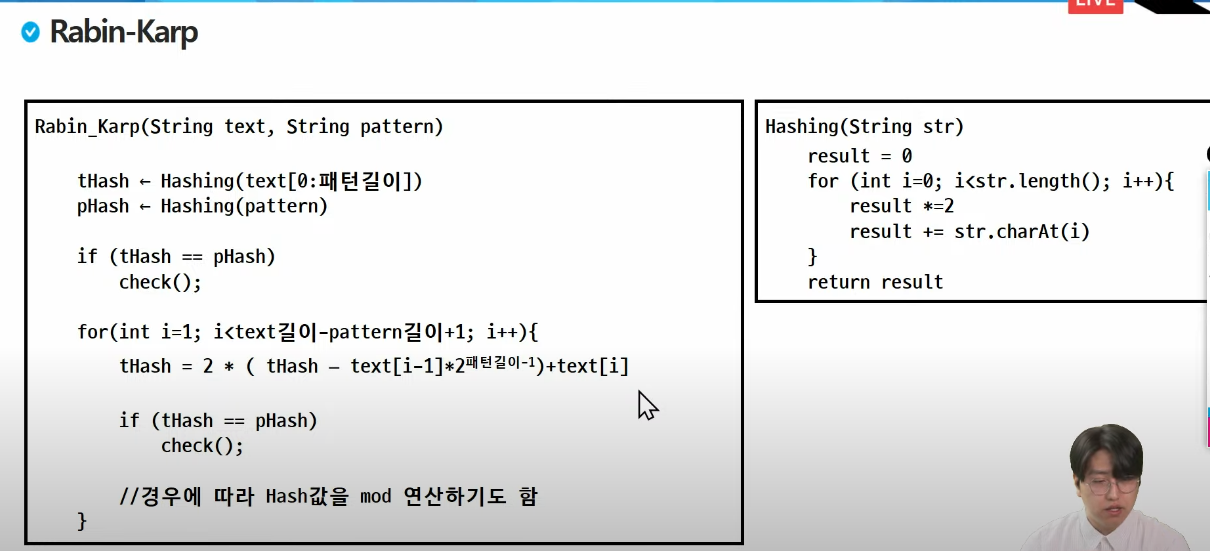 LIVE
Rabin-Karp
Rabin_Karp(String text, String pattern)
tHash ← Hashing(text[0:패턴길이])
pHash ← Hashing(pattern)
if (tHash == pHash)
check();
for(int i=1; i<text길이-pattern길이+1; i++){
tHash = 2 * ( tHash – text[i-1]*2패턴길이-1)+text[i]
if (tHash == pHash)
check();
//경우에 따라 Hash값을 mod 연산하기도 함
}
Hashing(String str)
result = 0
for (int i=0; i<str.length(); i++){
result *=2
result += str.charAt(i)
}
return result